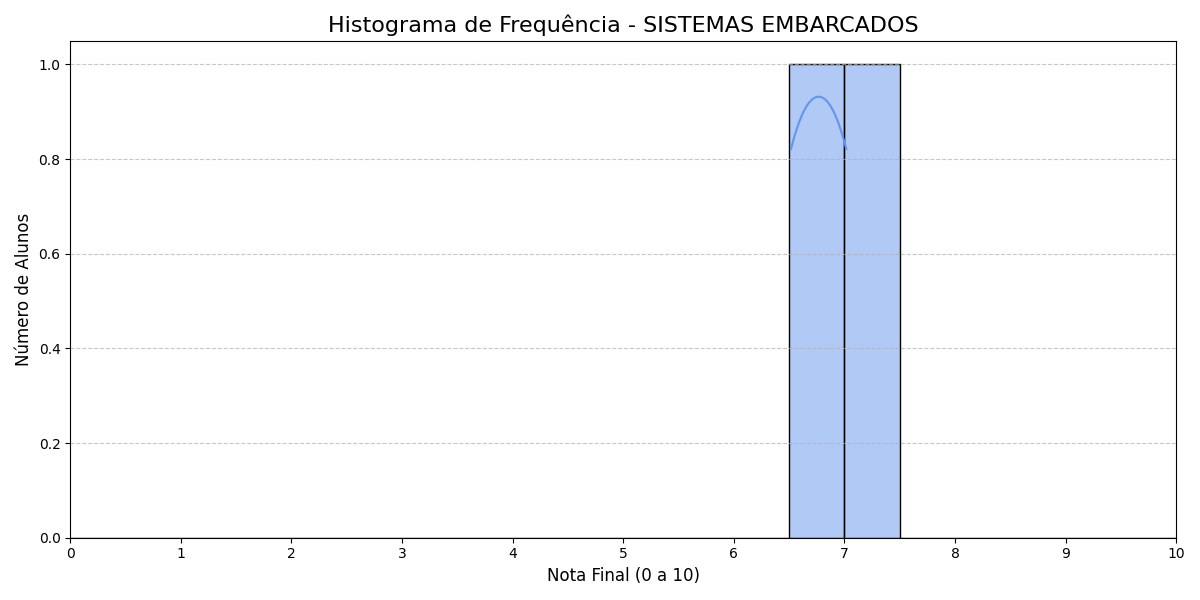 Histograma de Frequência - SISTEMAS EMBARCADOS
Número de Alunos
1.0
0.8
0.6
0.4
0.2
0.0
0 1 2 3 4 5 6 7 8 9 10
Nota Final (0 a 10)